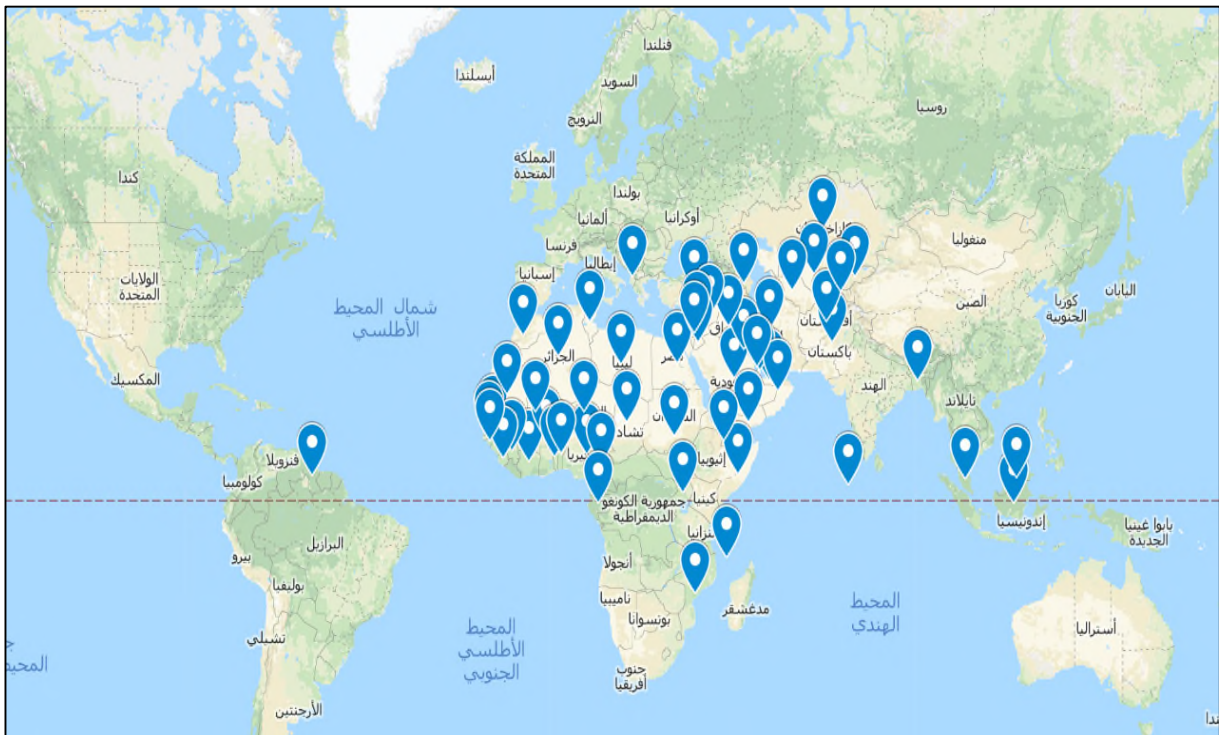 فنلندا
أيسلندا
السويد
روسيا
النرويج
كندا
المملكة
المتحدة
بولندا
ألمانيا
أوكرانيا
منغوليا
فرنسا
إيطاليا
إسبانيا
الولايات
المتحدة
شمال المحيط
الأطلسي
الصين
كوريا
الجنوبية
اليابان
باكستان
الجزائر
ليبيا
المكسيك
الهند
تايلاند
تشاد
إثيوبيا
فنزويلا
كولومبيا
كينيا
جمهورية الكونغو
الديمقراطية
إندونيسيا
بابوا غينيا
الجديدة
البرازيل
بيرو
أنجولا
بوليفيا
ناميبيا
بوتسوانا
مدغشقر
المحيط
الهندي
أستراليا
تشيلي
المحيط
الأطلسي
الجنوبي
جنوب
أفريقيا
الأرجنتين